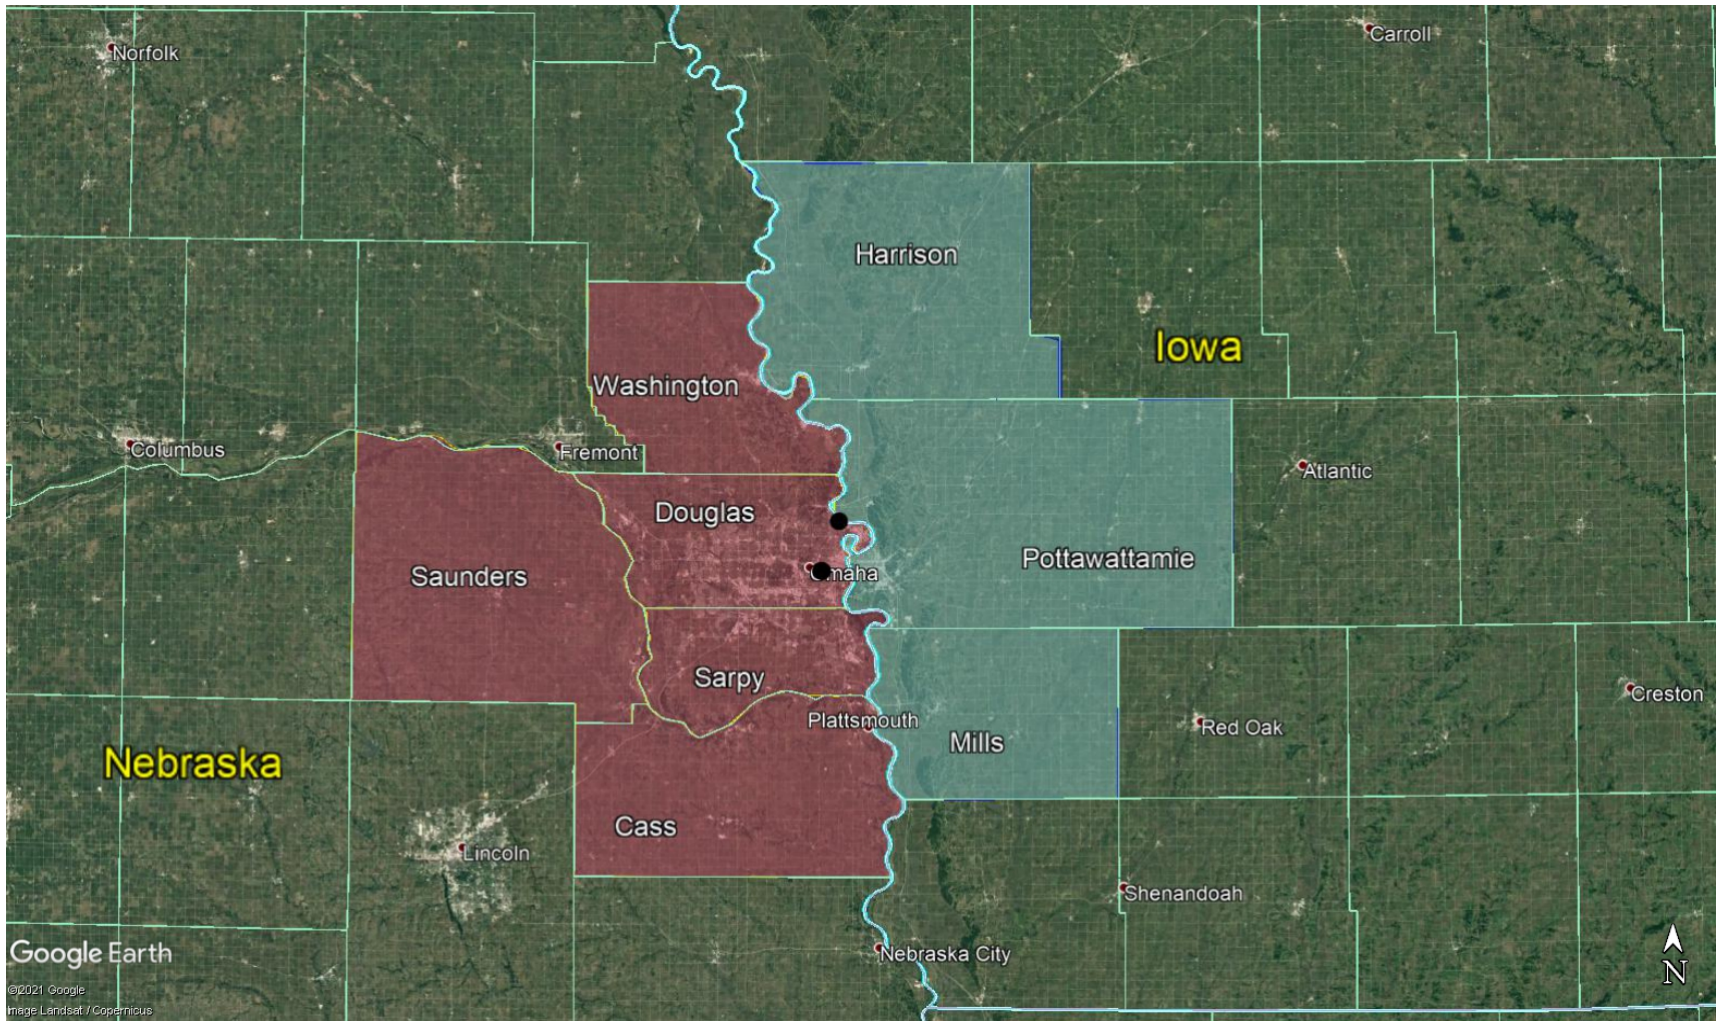 Norfolk
Carroll
Harrison
Iowa
Washington
Columbus
Fremont
Atlantic
Douglas
Pottawattamie
Saunders
Omaha
Sarpy
Creston
Plattsmouth
Red Oak
Mills
Nebraska
Cass
Lincoln
Shenandoah
Google Earth
Nebraska City
N
©2021 Google
Image Landsat / Copernicus